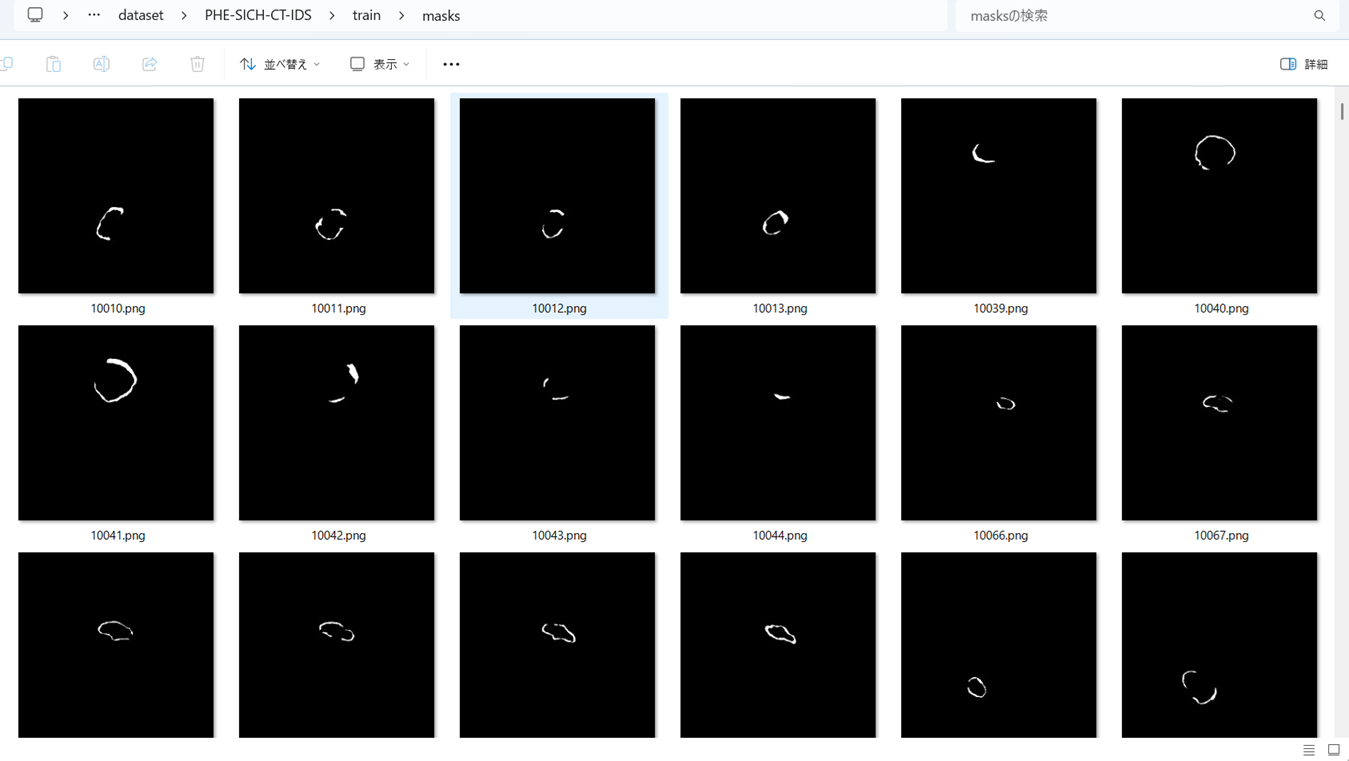 … dataset PHE-SICH-CT-IDS train masks masksの検索
並べ替え 表示 … 詳細
10010.png 10011.png 10012.png 10013.png 10039.png 10040.png
10041.png 10042.png 10043.png 10044.png 10066.png 10067.png